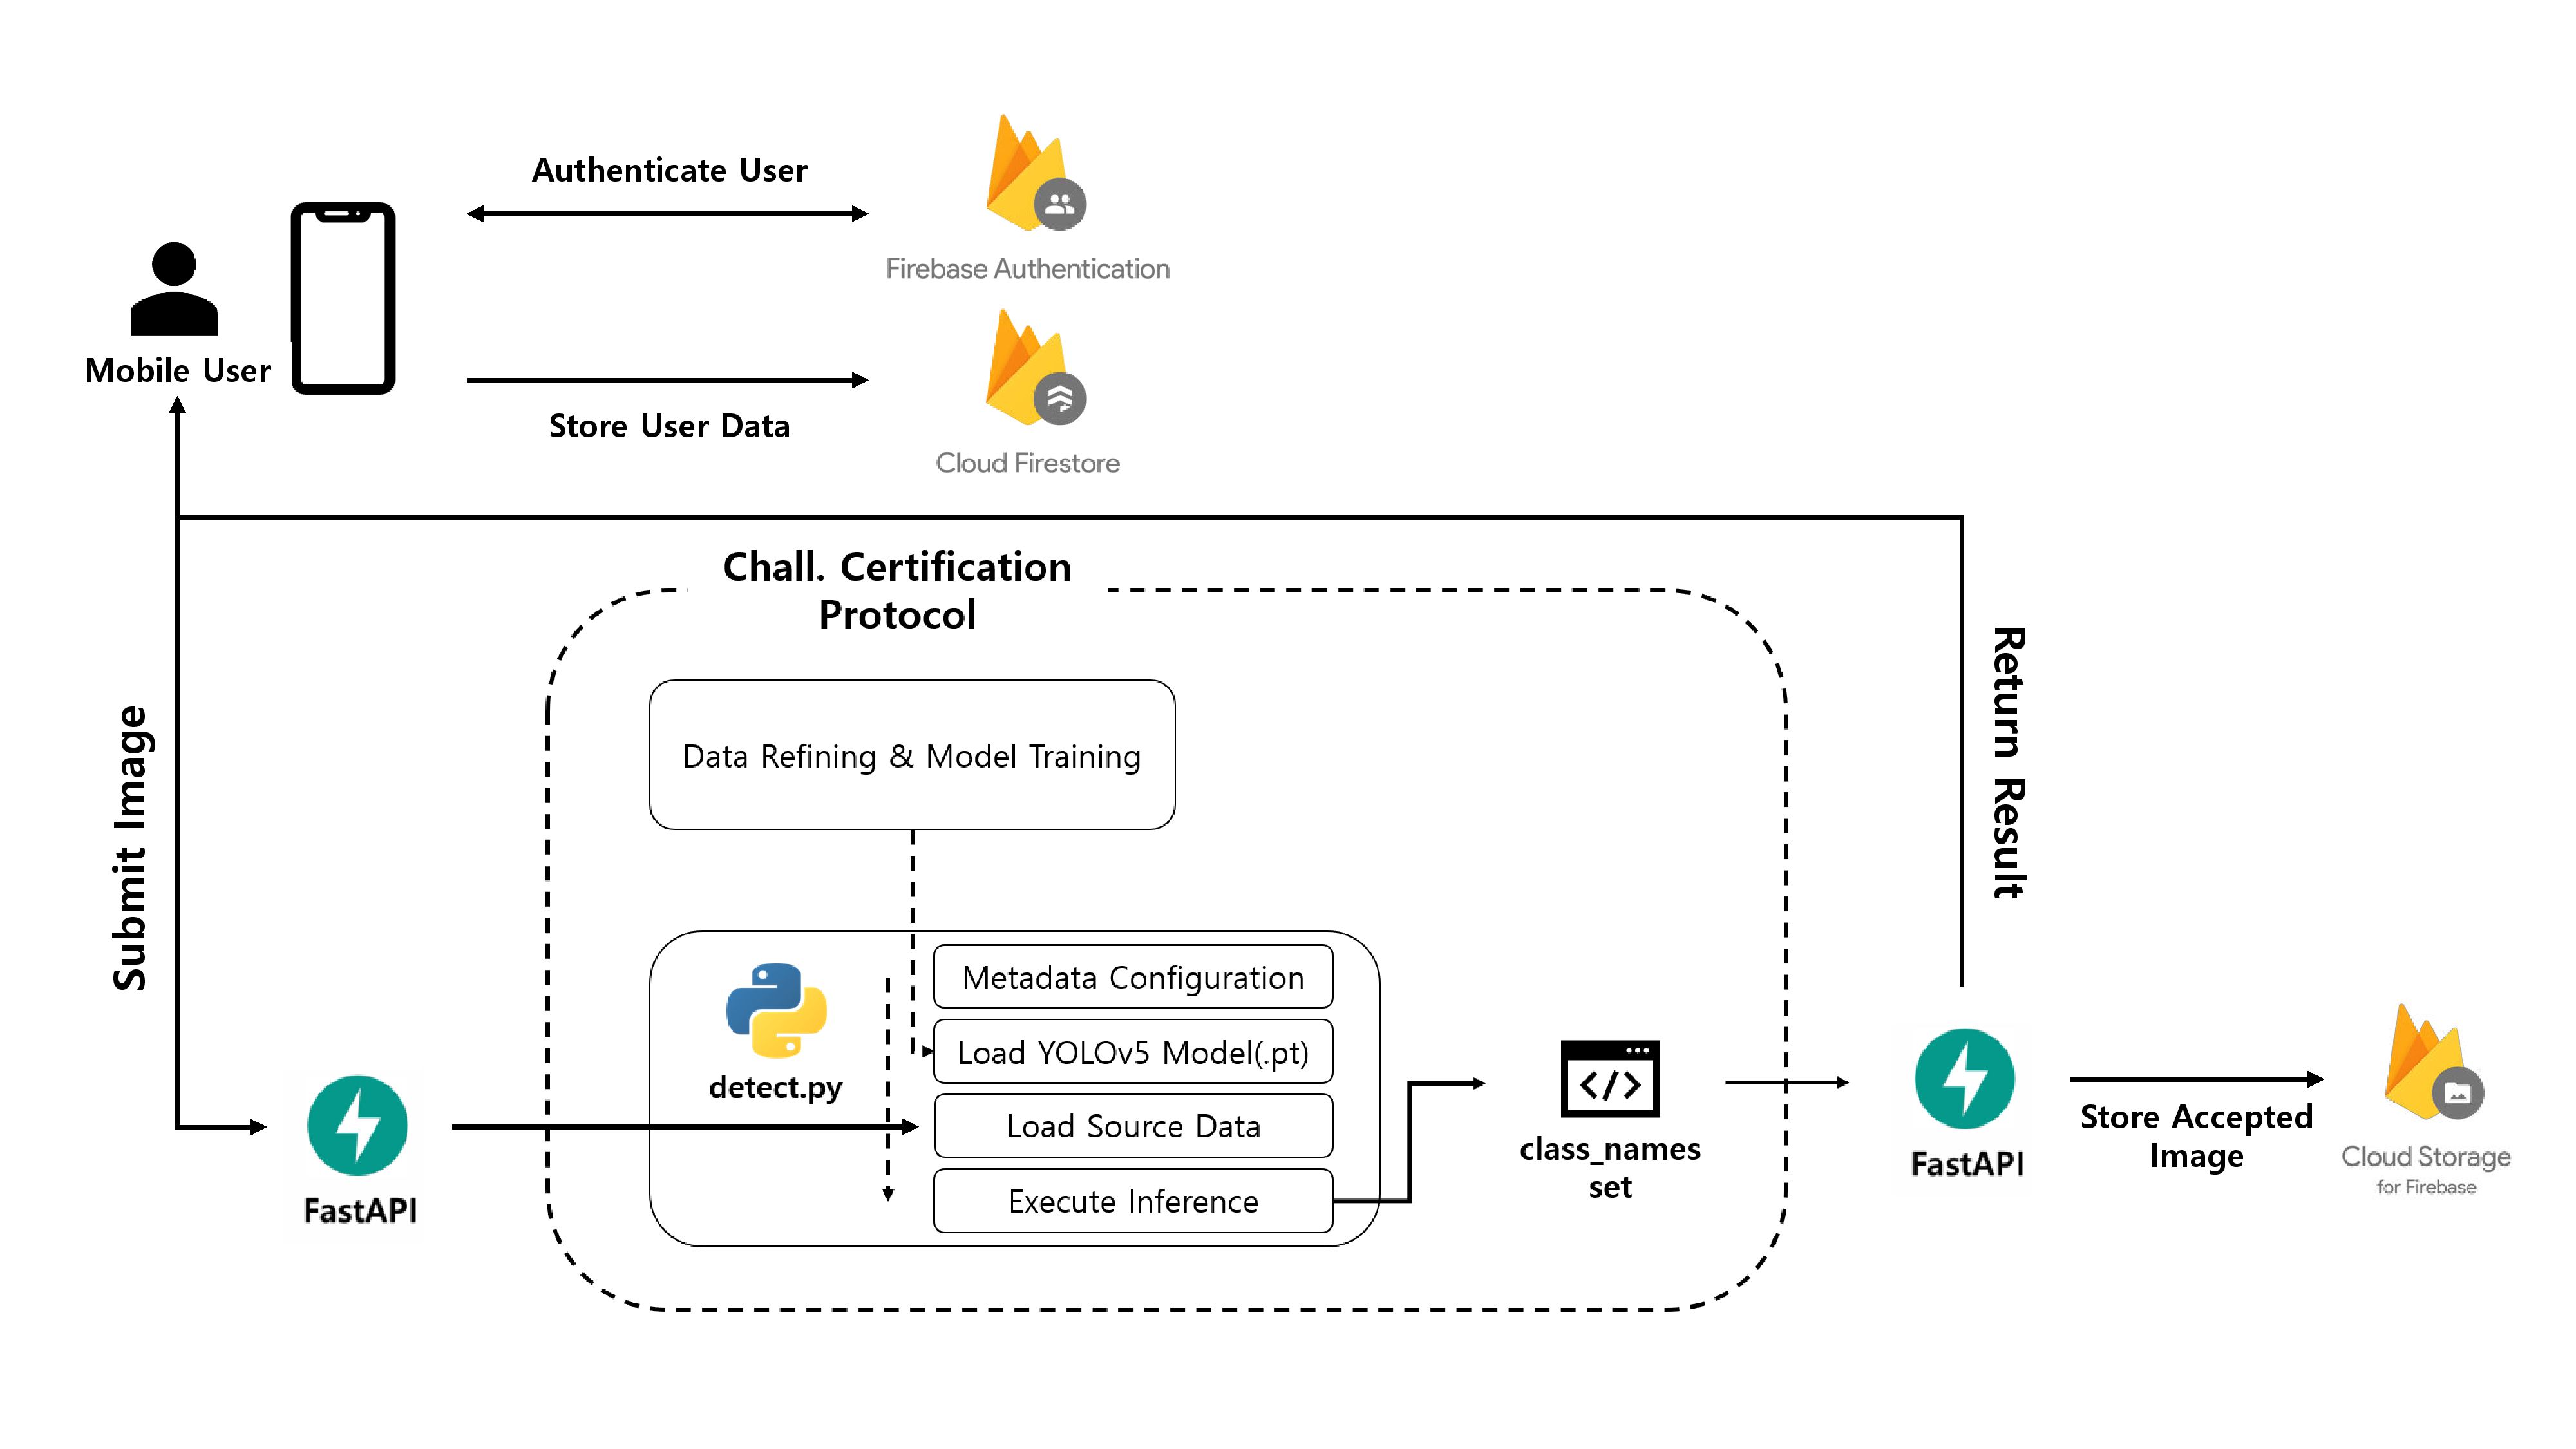 Authenticate User
Firebase Authentication
Mobile User
Store User Data
Cloud Firestore
Chall. Certification
Protocol
Submit Image
Return Result
Data Refining & Model Training
detect.py
Metadata Configuration
Load YOLOv5 Model(.pt)
Load Source Data
Execute Inference
FastAPI
</>
class_names
set
FastAPI
Store Accepted
Image
Cloud Storage
for Firebase